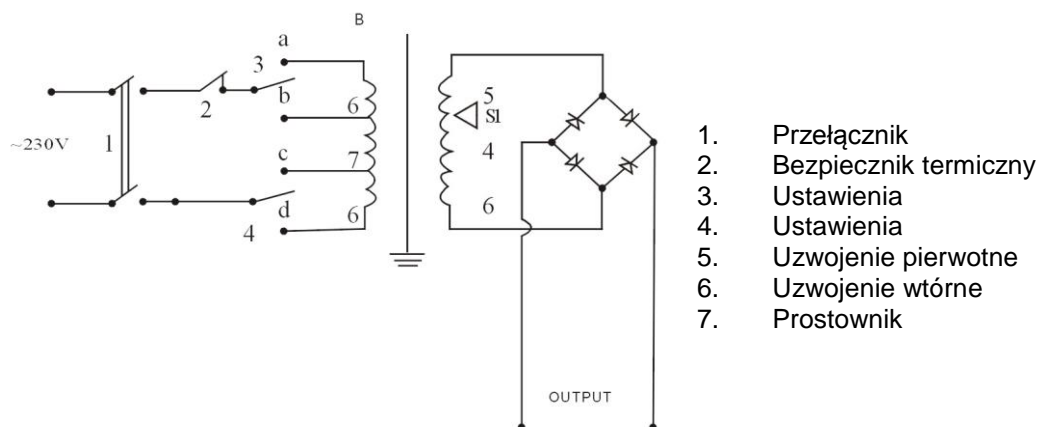 B
a
3
b
2
6
~230V
1
c
7
d
6
4
5
S1
4
6
OUTPUT
1. Przełącznik
2. Bezpiecznik termiczny
3. Ustawienia
4. Ustawienia
5. Uzwojenie pierwotne
6. Uzwojenie wtórne
7. Prostownik